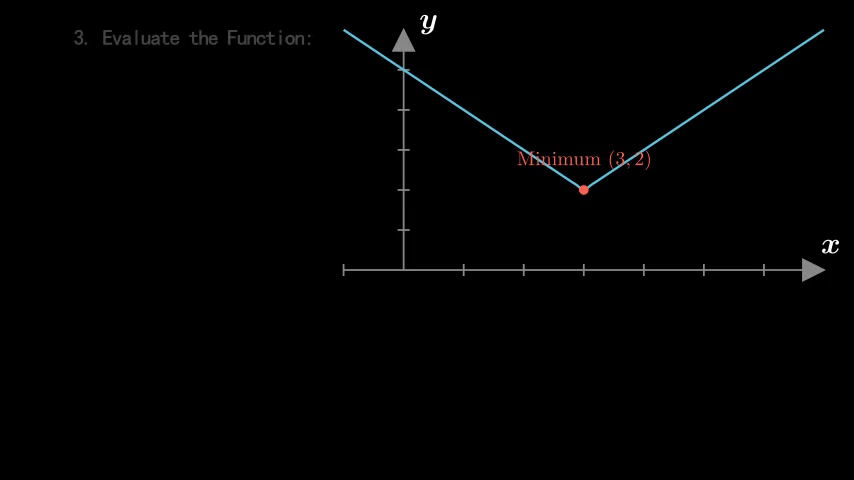 y
3. Evaluate the Function:
Minimum (3, 2)
x